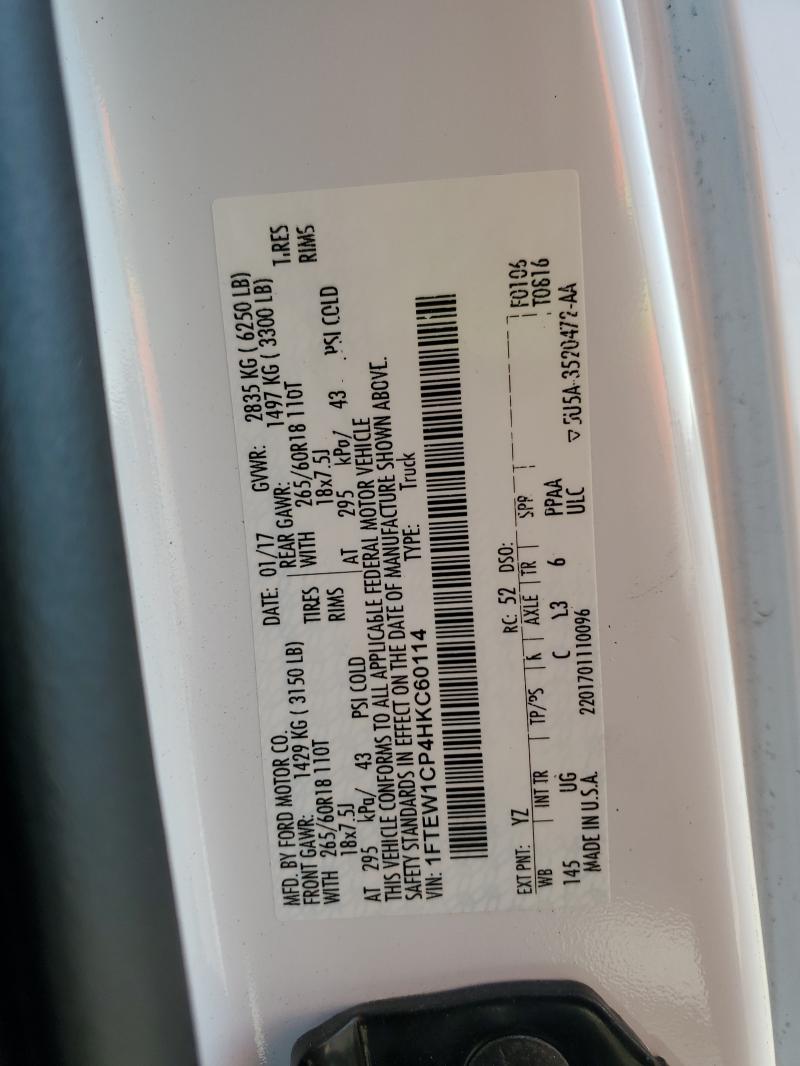 MFD. BY FORD MOTOR CO.
DATE: 01/17 GVWR: 2835 KG ( 6250 LB)
FRONT GAWR: 1429 KG ( 3150 LB) REAR GAWR: 1497 KG ( 3300 LB)
WITH 265/60R18 110T TIRES WITH 265/60R18 110T TIRES
18x7.5J RIMS 18x7.5J RIMS
AT 295 kPa/ 43 PSI COLD AT 295 kPa/ 43 PSI COLD
THIS VEHICLE CONFORMS TO ALL APPLICABLE FEDERAL MOTOR VEHICLE
SAFETY STANDARDS IN EFFECT ON THE DATE OF MANUFACTURE SHOWN ABOVE.
VIN: 1FTEW1CP4HKC60114 TYPE: Truck
EXT PNT: YZ RC: 52 DSO: F0106
WB INT TR TP/PS R AXLE TR SPR T0816
145 UG C L3 6 PPAA
MADE IN U.S.A. 2201701110096 ULC ▽5U5A-3520472-AA